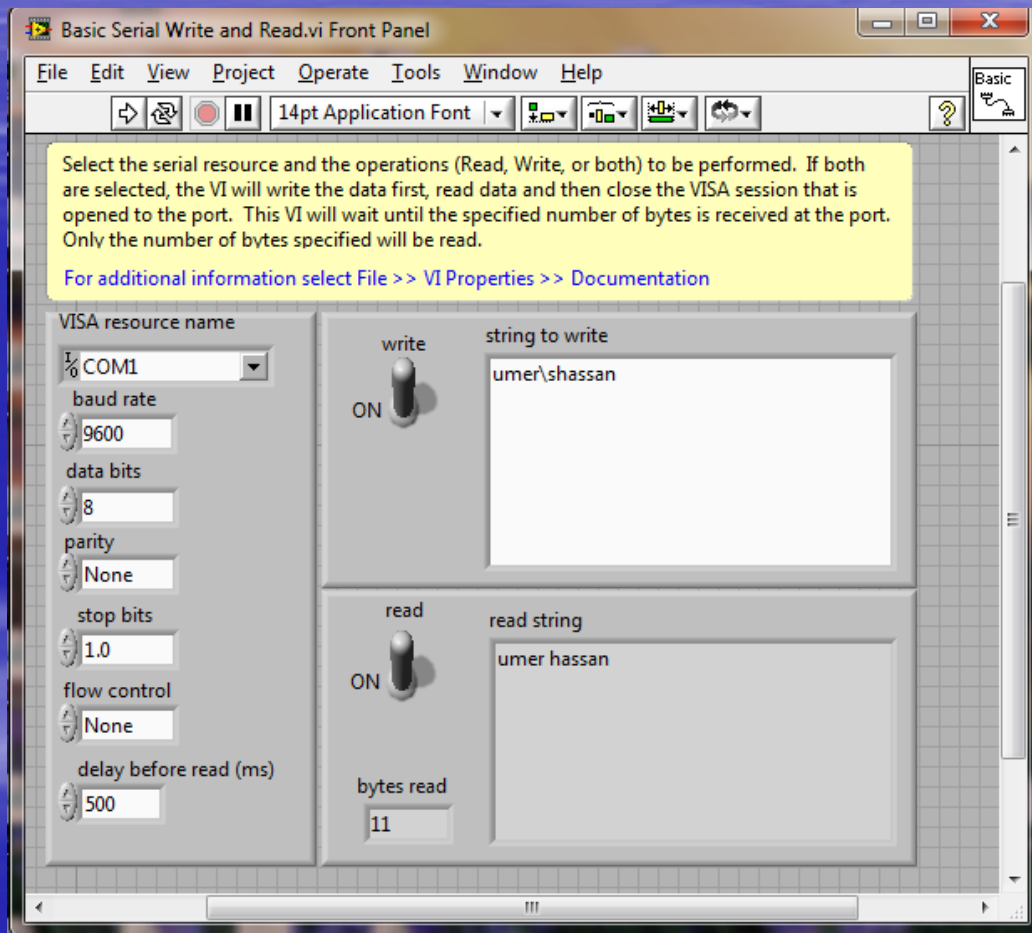 Basic Serial Write and Read.vi Front Panel
File Edit View Project Operate Tools Window Help
Basic
14pt Application Font
Select the serial resource and the operations (Read, Write, or both) to be performed. If both
are selected, the VI will write the data first, read data and then close the VISA session that is
opened to the port. This VI will wait until the specified number of bytes is received at the port.
Only the number of bytes specified will be read.
For additional information select File >> VI Properties >> Documentation
VISA resource name
COM1
baud rate
9600
data bits
8
parity
None
stop bits
1.0
flow control
None
delay before read (ms)
500
write
ON
string to write
umer\shassan
read
ON
read string
umer hassan
bytes read
11